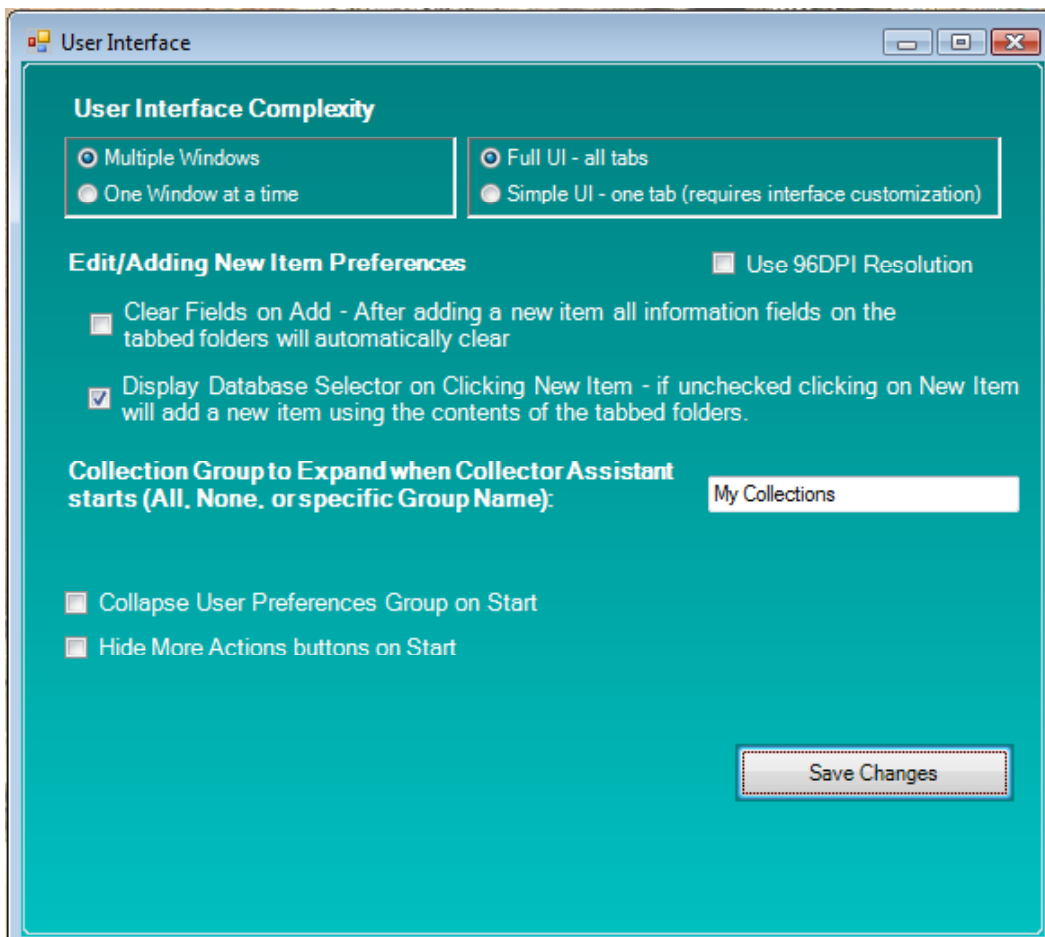 User Interface
User Interface Complexity
Multiple Windows
One Window at a time
Full UI - all tabs
Simple UI - one tab (requires interface customization)
Edit/Adding New Item Preferences
Use 96DPI Resolution
Clear Fields on Add - After adding a new item all information fields on the
tabbed folders will automatically clear
Display Database Selector on Clicking New Item - if unchecked clicking on New Item
will add a new item using the contents of the tabbed folders.
Collection Group to Expand when Collector Assistant
starts (All, None, or specific Group Name):
My Collections
Collapse User Preferences Group on Start
Hide More Actions buttons on Start
Save Changes